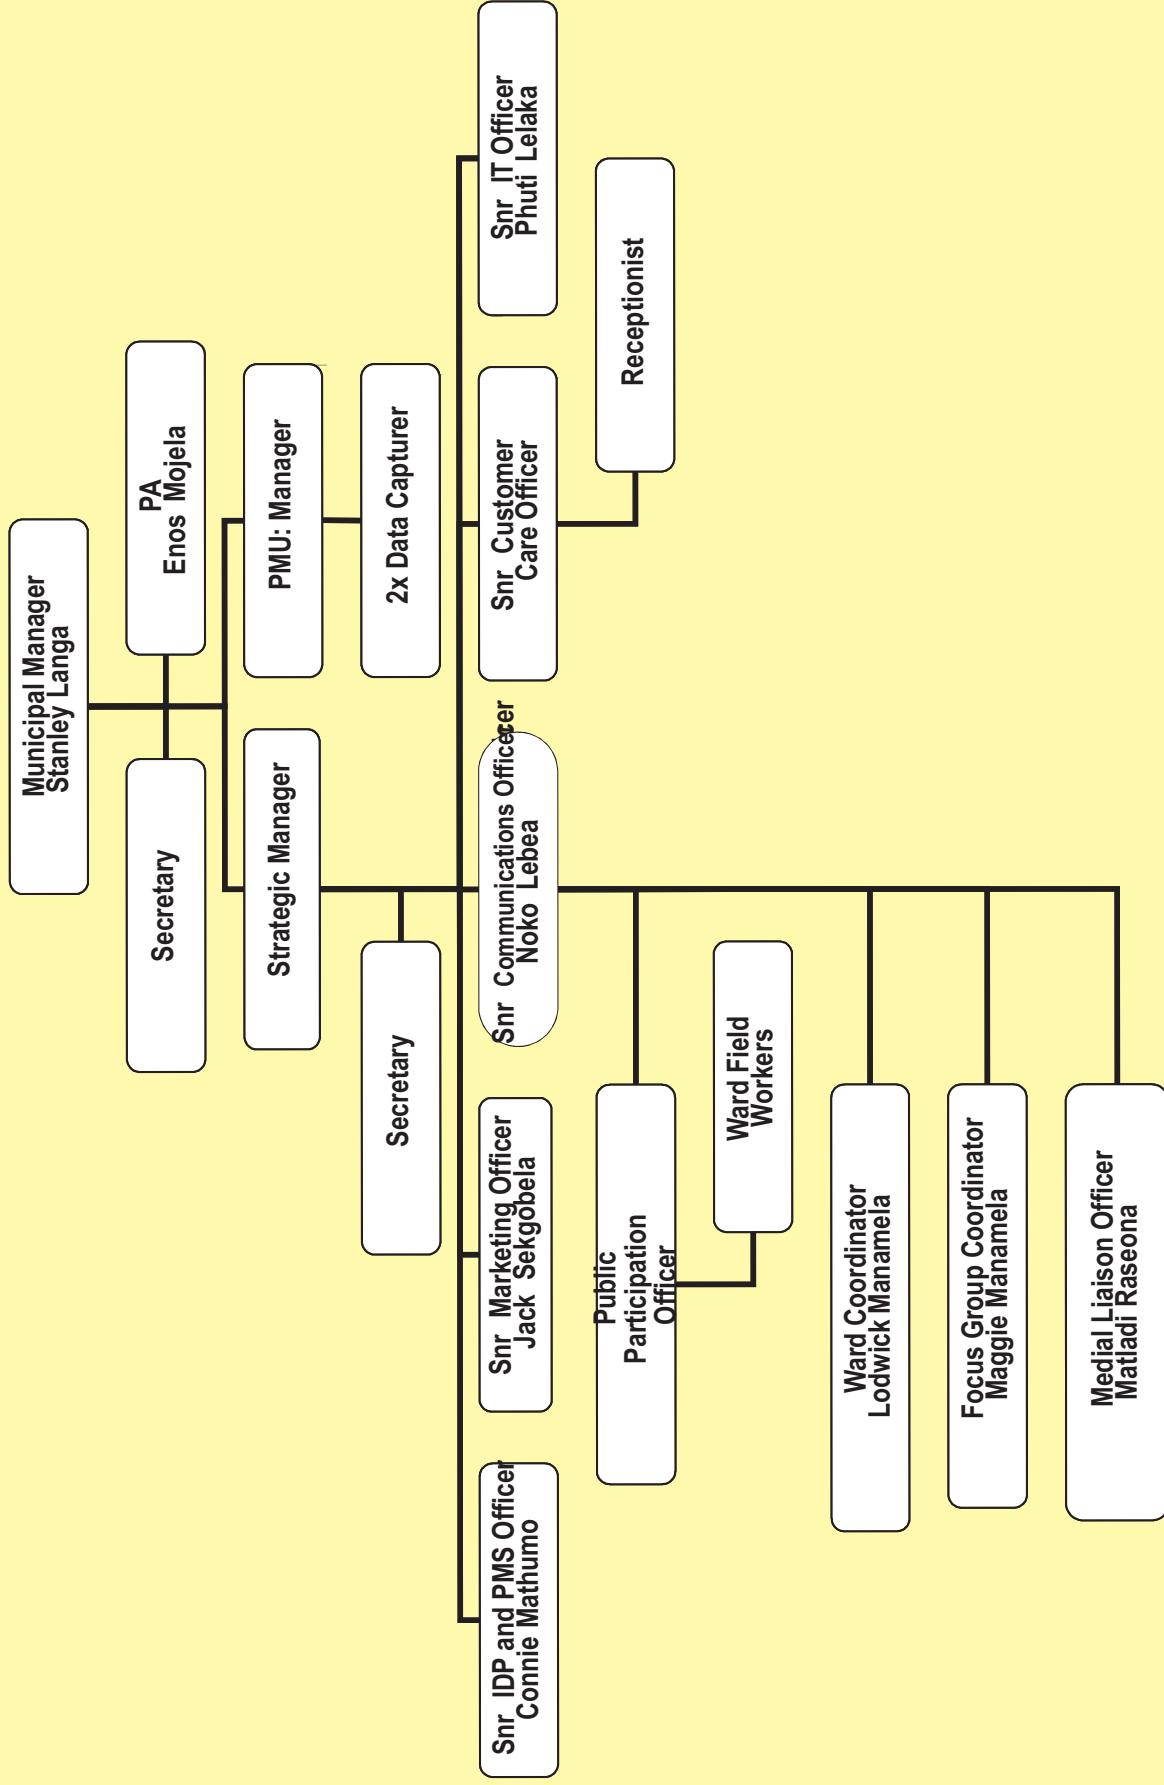 Municipal Manager
Stanley Langa
Secretary
PA
Enos Mojela
Strategic Manager
PMU: Manager
Secretary
2x Data Capturer
Snr IDP and PMS Officer
Connie Mathumo
Snr Marketing Officer
Jack Sekgobela
Snr Communications Officer
Noko Lebea
Snr Customer
Care Officer
Snr IT Officer
Phuti Lelaka
Public
Participation
Officer
Receptionist
Ward Field
Workers
Ward Coordinator
Lodwick Manamela
Focus Group Coordinator
Maggie Manamela
Medial Liaison Officer
Matladi Raseona